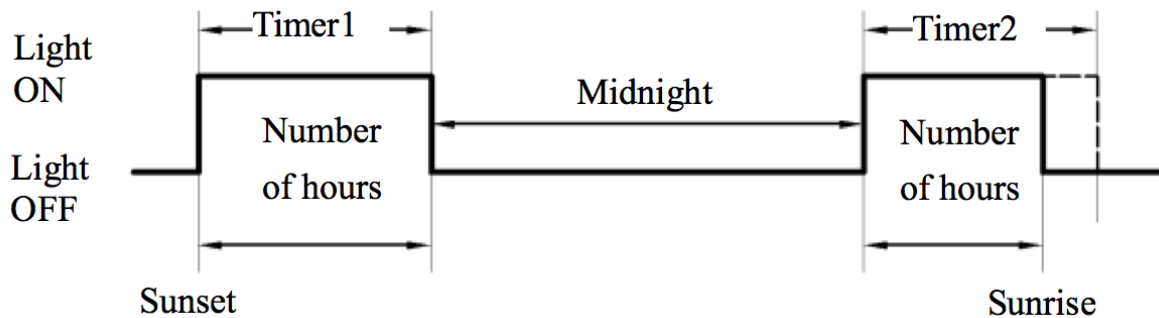 Timer1
Timer2
Light
ON
Midnight
Number
of hours
Number
of hours
Light
OFF
Sunset
Sunrise